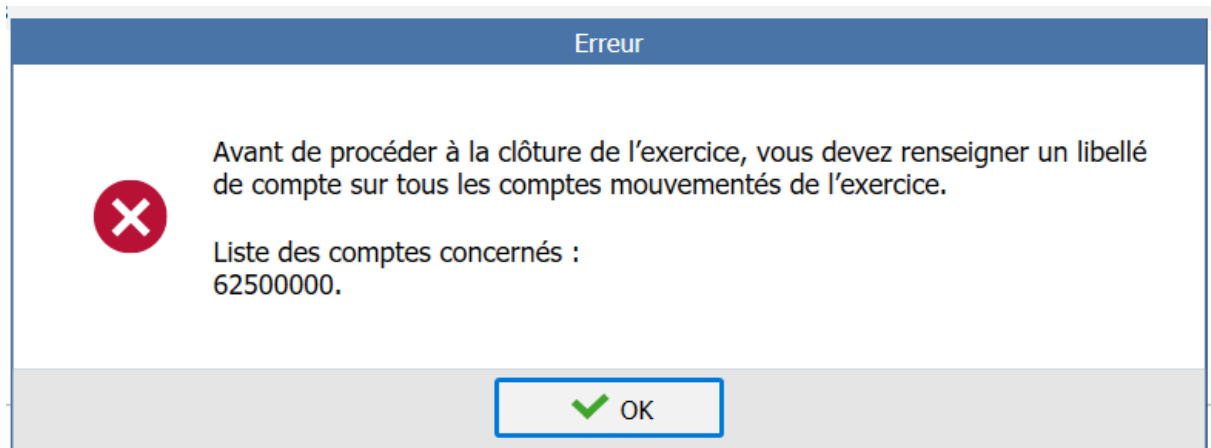 Erreur
Avant de procéder à la clôture de l’exercice, vous devez renseigner un libellé
de compte sur tous les comptes mouvementés de l’exercice.
Liste des comptes concernés :
62500000.
OK